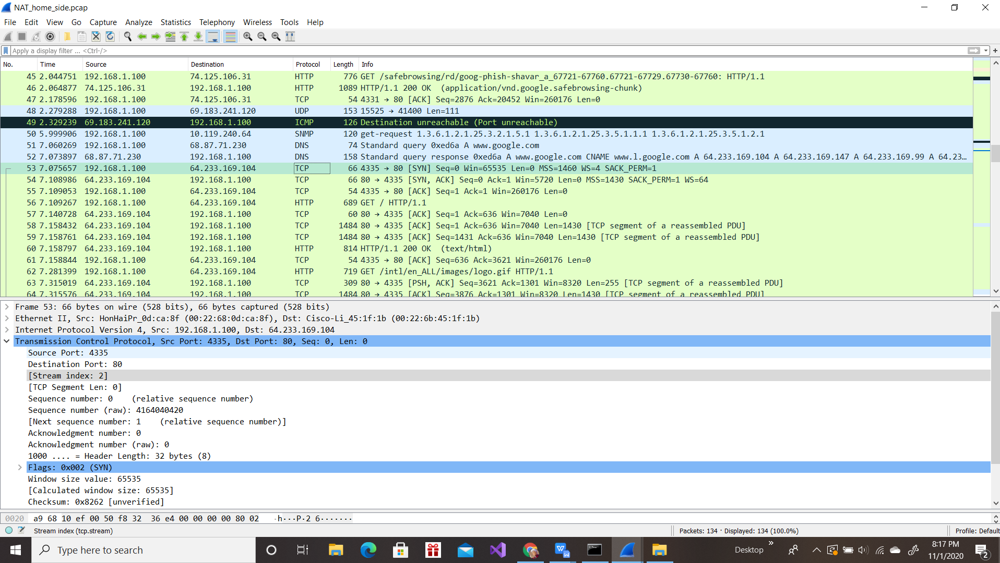 NAT_home_side.pcap
File Edit View Go Capture Analyze Statistics Telephony Wireless Tools Help
Apply a display filter ... <Ctrl-/>
No. Time Source Destination Protocol Length Info
45 2.044751 192.168.1.100 74.125.106.31 HTTP 776 GET /safebrowsing/rd/goog-phish-shavar_a_67721-67760.67721-67729.67730-67760: HTTP/1.1
46 2.064877 74.125.106.31 192.168.1.100 HTTP 1089 HTTP/1.1 200 OK (application/vnd.google.safebrowsing-chunk)
47 2.178596 192.168.1.100 74.125.106.31 TCP 54 4331 → 80 [ACK] Seq=2876 Ack=20452 Win=260176 Len=0
48 2.279288 192.168.1.100 69.183.241.120 UDP 153 15525 → 41400 Len=111
49 2.329239 69.183.241.120 192.168.1.100 ICMP 126 Destination unreachable (Port unreachable)
50 5.999906 192.168.1.100 10.119.240.64 SNMP 120 get-request 1.3.6.1.2.1.25.3.2.1.5.1 1.3.6.1.2.1.25.3.5.1.1.1 1.3.6.1.2.1.25.3.5.1.2.1
51 7.060269 192.168.1.100 68.87.71.230 DNS 74 Standard query 0xed6a A www.google.com
52 7.073897 68.87.71.230 192.168.1.100 DNS 158 Standard query response 0xed6a A www.google.com CNAME www.l.google.com A 64.233.169.104 A 64.233.169.147 A 64.233.169.99 A 64.23...
53 7.075657 192.168.1.100 64.233.169.104 TCP 66 4335 → 80 [SYN] Seq=0 Win=65535 Len=0 MSS=1460 WS=4 SACK_PERM=1
54 7.108986 64.233.169.104 192.168.1.100 TCP 66 80 → 4335 [SYN, ACK] Seq=0 Ack=1 Win=5720 Len=0 MSS=1430 SACK_PERM=1 WS=64
55 7.109053 192.168.1.100 64.233.169.104 TCP 54 4335 → 80 [ACK] Seq=1 Ack=1 Win=260176 Len=0
56 7.109267 192.168.1.100 64.233.169.104 HTTP 689 GET / HTTP/1.1
57 7.140728 64.233.169.104 192.168.1.100 TCP 60 80 → 4335 [ACK] Seq=1 Ack=636 Win=7040 Len=0
58 7.158432 64.233.169.104 192.168.1.100 TCP 1484 80 → 4335 [ACK] Seq=1 Ack=636 Win=7040 Len=1430 [TCP segment of a reassembled PDU]
59 7.158761 64.233.169.104 192.168.1.100 TCP 1484 80 → 4335 [ACK] Seq=1431 Ack=636 Win=7040 Len=1430 [TCP segment of a reassembled PDU]
60 7.158797 64.233.169.104 192.168.1.100 HTTP 814 HTTP/1.1 200 OK (text/html)
61 7.158844 192.168.1.100 64.233.169.104 TCP 54 4335 → 80 [ACK] Seq=636 Ack=3621 Win=260176 Len=0
62 7.281399 192.168.1.100 64.233.169.104 HTTP 719 GET /intl/en_ALL/images/logo.gif HTTP/1.1
63 7.315019 64.233.169.104 192.168.1.100 TCP 309 80 → 4335 [PSH, ACK] Seq=3621 Ack=1301 Win=8320 Len=255 [TCP segment of a reassembled PDU]
64 7.315576 64.233.169.104 192.168.1.100 TCP 1484 80 → 4335 [ACK] Seq=3876 Ack=1301 Win=8320 Len=1430 [TCP segment of a reassembled PDU]
Frame 53: 66 bytes on wire (528 bits), 66 bytes captured (528 bits)
Ethernet II, Src: HonHaiPr_0d:ca:8f (00:22:68:0d:ca:8f), Dst: Cisco-Li_45:1f:1b (00:22:6b:45:1f:1b)
Internet Protocol Version 4, Src: 192.168.1.100, Dst: 64.233.169.104
Transmission Control Protocol, Src Port: 4335, Dst Port: 80, Seq: 0, Len: 0
Source Port: 4335
Destination Port: 80
[Stream index: 2]
[TCP Segment Len: 0]
Sequence number: 0 (relative sequence number)
Sequence number (raw): 4164040420
[Next sequence number: 1 (relative sequence number)]
Acknowledgment number: 0
Acknowledgment number (raw): 0
1000 .... = Header Length: 32 bytes (8)
Flags: 0x002 (SYN)
Window size value: 65535
[Calculated window size: 65535]
Checksum: 0x8262 [unverified]
0020 a9 68 10 ef 00 50 f8 32 36 e4 00 00 00 00 80 02 ·h···P·2 6·······
Stream index (tcp.stream) Packets: 134 · Displayed: 134 (100.0%) Profile: Default
Type here to search Desktop 8:17 PM
11/1/2020 2